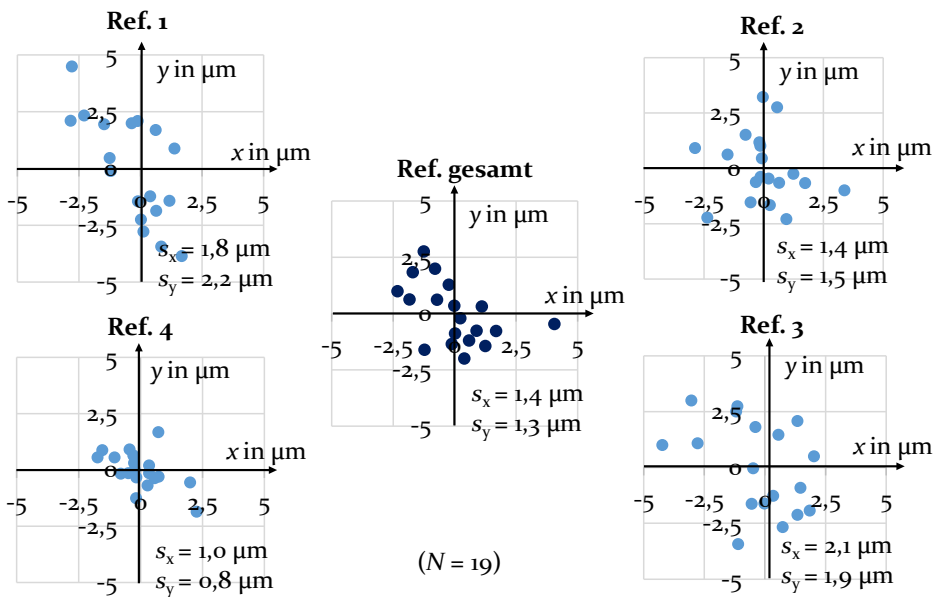 Ref. 1
5
y in µm
2,5
x in µm
0
-5
-2,5
0
2,5
5
-2,5
sx = 1,8 µm
sy = 2,2 µm
-5
Ref. 2
5
y in µm
2,5
x in µm
0
-5
-2,5
0
2,5
5
-2,5
sx = 1,4 µm
sy = 1,5 µm
-5
Ref. gesamt
5
y in µm
2,5
x in µm
0
-5
-2,5
0
2,5
5
-2,5
sx = 1,4 µm
sy = 1,3 µm
-5
Ref. 4
5
y in µm
2,5
x in µm
0
-5
-2,5
0
2,5
5
-2,5
sx = 1,0 µm
sy = 0,8 µm
-5
Ref. 3
5
y in µm
2,5
x in µm
0
-5
-2,5
0
2,5
5
-2,5
sx = 2,1 µm
sy = 1,9 µm
-5
(N = 19)